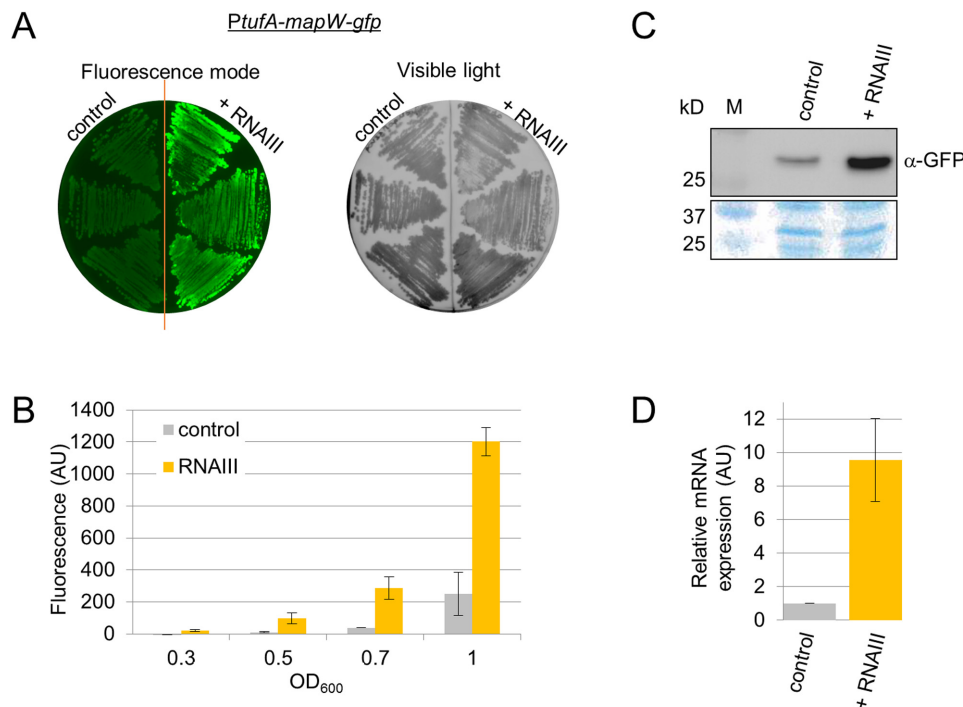 A
PtufA-mapW-gfp
Fluorescence mode
control
+ RNAIII
Visible light
control
+ RNAIII
B
1400
1200
1000
800
600
400
200
0
Fluorescence (AU)
control
RNAIII
0.3 0.5 0.7 1
OD600
C
kD M control + RNAIII
25
α-GFP
37
25
D
12
10
8
6
4
2
0
Relative mRNA
expression (AU)
control
+ RNAIII